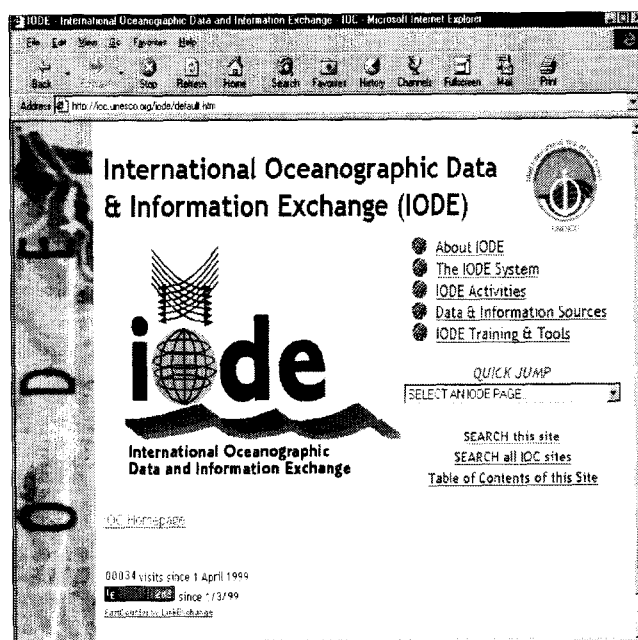 IODE - International Oceanographic Data and Information Exchange - IOC - Microsoft Internet Explorer
File Edit View Go Favorites Help
Back Stop Refresh Home Search Favorites History Channels Fullscreen Mail Print
Address http://ioc.unesco.org/iode/default.htm
International Oceanographic Data
& Information Exchange (IODE)
UNESCO
About IODE
The IODE System
IODE Activities
Data & Information Sources
IODE Training & Tools
iode
International Oceanographic
Data and Information Exchange
QUICK JUMP
SELECT AN IODE PAGE
SEARCH this site
SEARCH all IOC sites
Table of Contents of this Site
IOC Homepage
00034 visits since 1 April 1999
since 1/3/99
FastCounter by LinkExchange
E
D
O